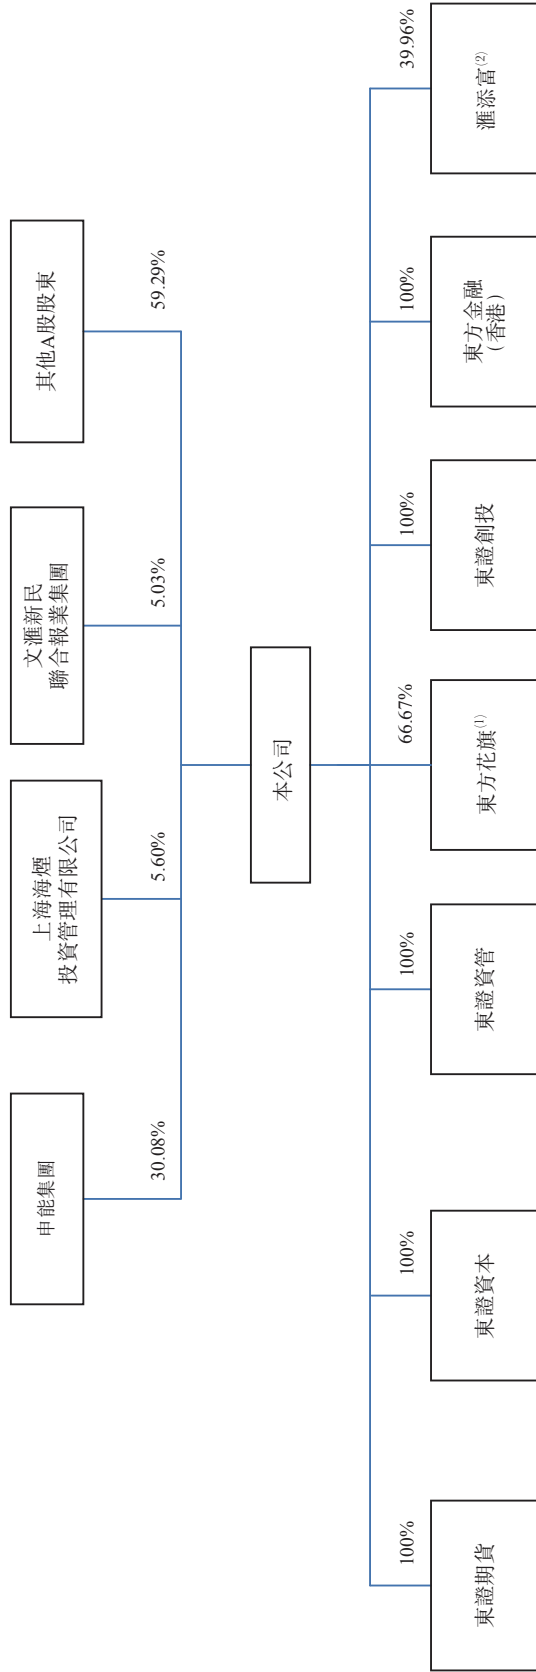 申能集團
上海海煙
投資管理有限公司
文滙新民
聯合報業集團
其他A股股東
30.08%
5.60%
5.03%
59.29%
本公司
100%
100%
100%
66.67%
100%
100%
39.96%
東證期貨
東證資本
東證資管
東方花旗(1)
東證創投
東方金融
(香港)
滙添富(2)